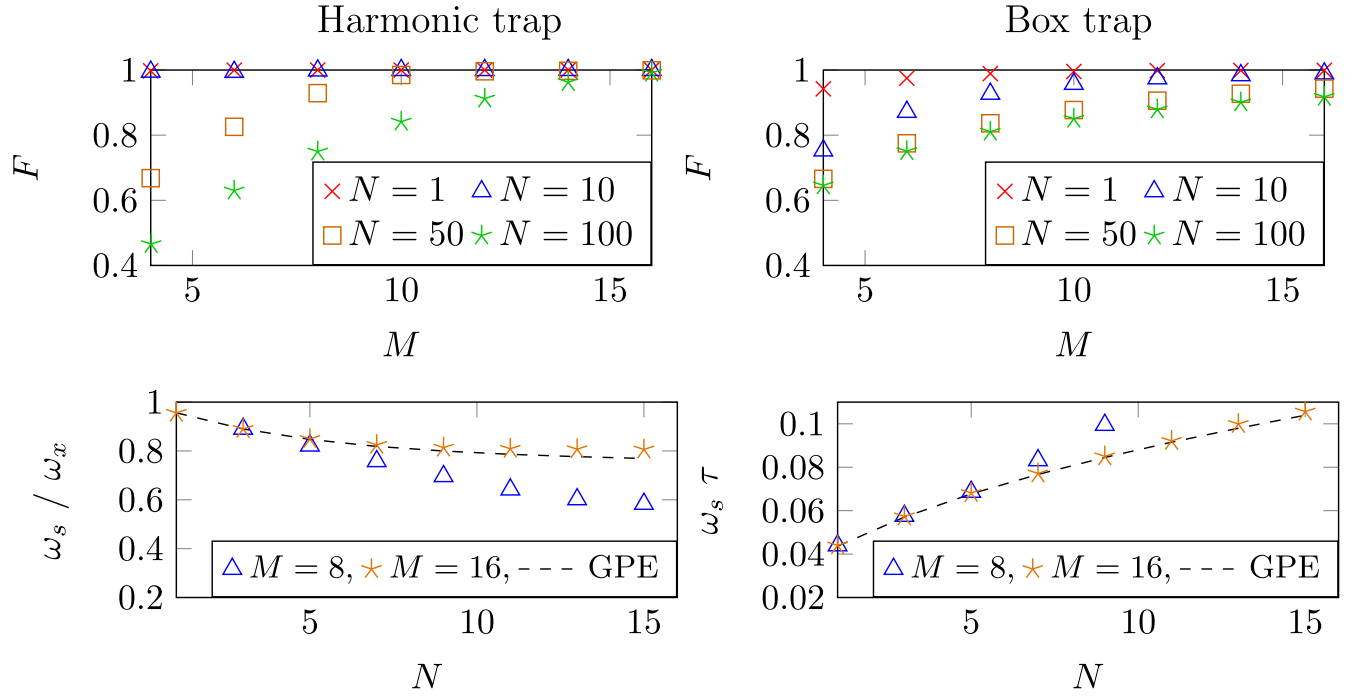 Harmonic trap
F
1
0.8
0.6
0.4
5
10
15
M
N = 1
N = 10
N = 50
N = 100
Box trap
F
1
0.8
0.6
0.4
5
10
15
M
N = 1
N = 10
N = 50
N = 100
ω_s / ω_x
1
0.8
0.6
0.4
0.2
5
10
15
N
M = 8, M = 16, GPE
ω_s τ
0.1
0.08
0.06
0.04
0.02
5
10
15
N
M = 8, M = 16, GPE